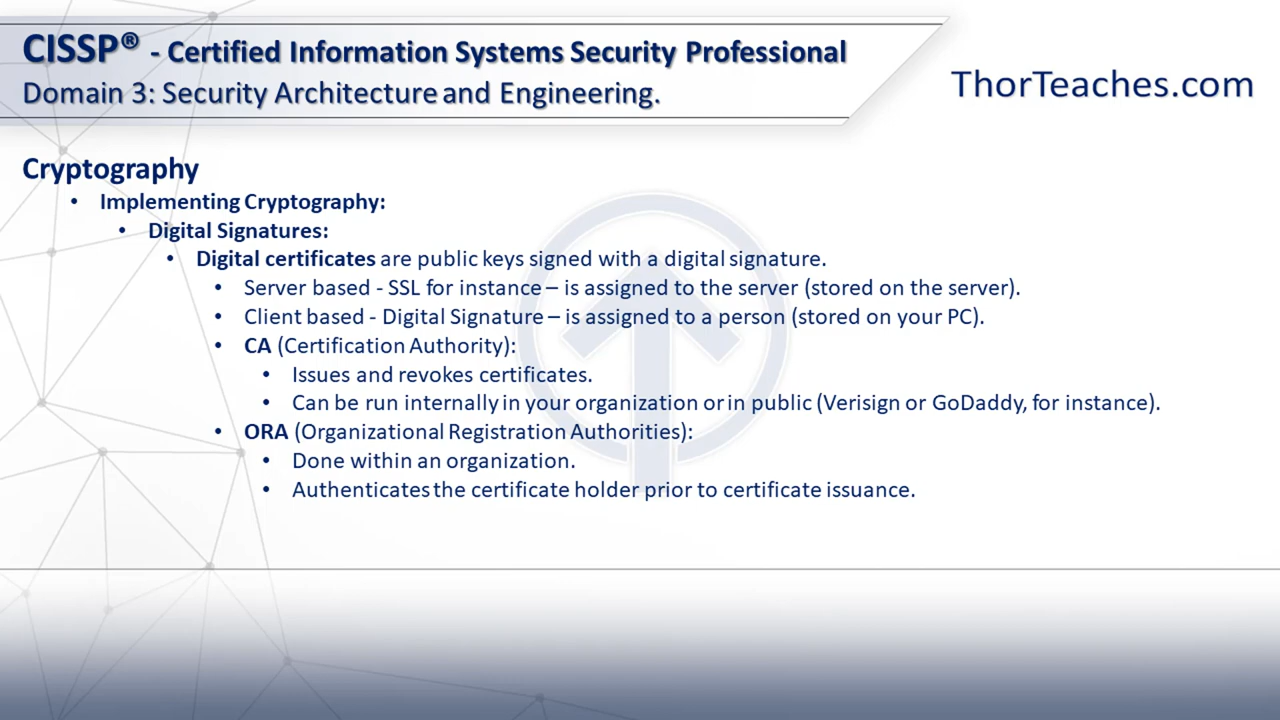 CISSP® - Certified Information Systems Security Professional
Domain 3: Security Architecture and Engineering.
ThorTeaches.com
Cryptography
• Implementing Cryptography:
• Digital Signatures:
• Digital certificates are public keys signed with a digital signature.
• Server based - SSL for instance – is assigned to the server (stored on the server).
• Client based - Digital Signature – is assigned to a person (stored on your PC).
• CA (Certification Authority):
• Issues and revokes certificates.
• Can be run internally in your organization or in public (Verisign or GoDaddy, for instance).
• ORA (Organizational Registration Authorities):
• Done within an organization.
• Authenticates the certificate holder prior to certificate issuance.